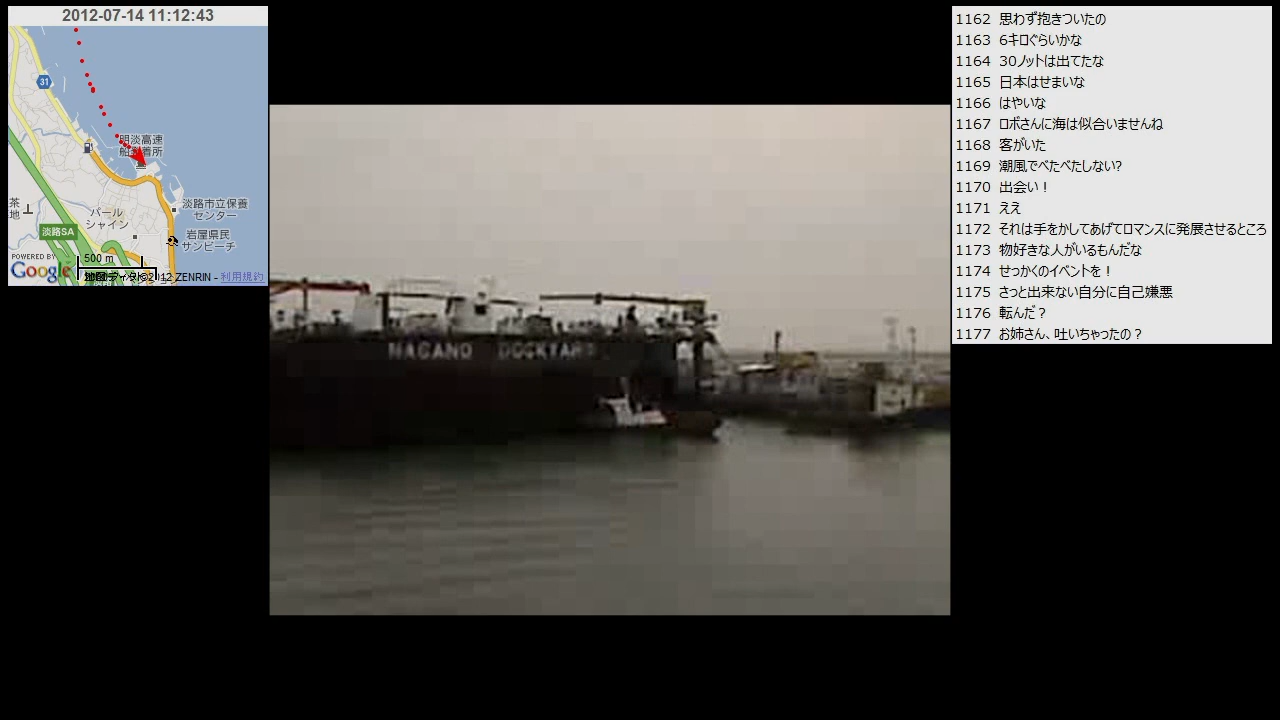 2012-07-14 11:12:43
31
明淡高速
船乗着所
淡路市立保養
センター
茶
地
パール
シャイン
淡路SA
岩屋県民
サンビーチ
POWERED BY
Google
500 m
2012 ZENRIN - 利用規約
NAGANO DOCKYARD
1162 思わず抱きついたの
1163 6キロぐらいかな
1164 30ノットは出てたな
1165 日本はせまいな
1166 はやいな
1167 ロボさんに海は似合いませんね
1168 客がいた
1169 潮風でべたべたしない?
1170 出会い！
1171 ええ
1172 それは手をかしてあげてロマンスに発展させるところ
1173 物好きな人がいるもんだな
1174 せっかくのイベントを！
1175 さっと出来ない自分に自己嫌悪
1176 転んだ？
1177 お姉さん、吐いちゃったの？